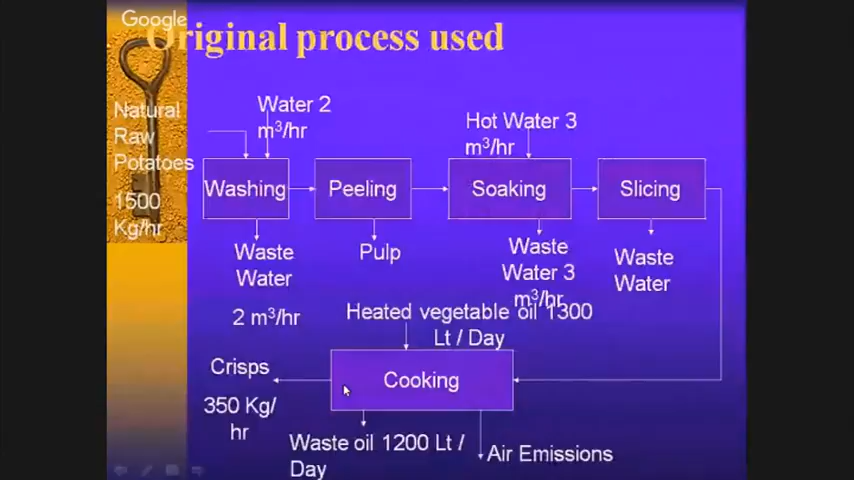 Google
Original process used
Natural
Raw
Potatoes
1500
Kg/hr
Water 2
m³/hr
Hot Water 3
m³/hr
Washing
Peeling
Soaking
Slicing
Waste
Water
2 m³/hr
Pulp
Waste
Water 3
m³/hr
Waste
Water
Heated vegetable oil 1300
Lt / Day
Cooking
Crisps
350 Kg/
hr
Waste oil 1200 Lt /
Day
Air Emissions